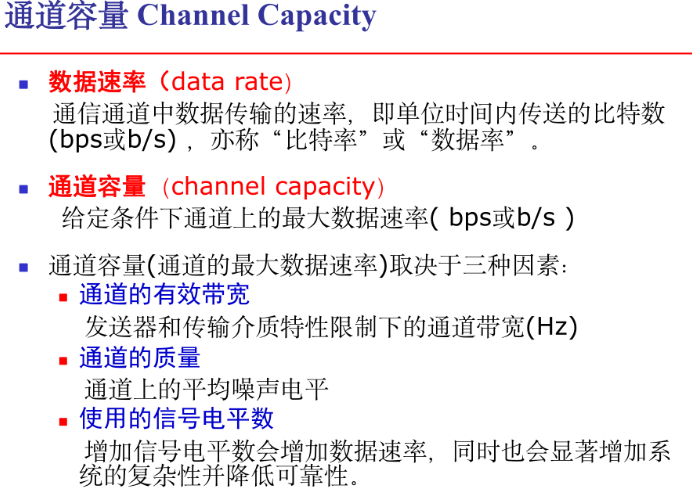 通道容量 Channel Capacity
数据速率（data rate）
通信通道中数据传输的速率，即单位时间内传送的比特数
(bps或b/s) ，亦称“比特率”或“数据率”。
通道容量（channel capacity）
给定条件下通道上的最大数据速率( bps或b/s )
通道容量(通道的最大数据速率)取决于三种因素：
通道的有效带宽
发送器和传输介质特性限制下的通道带宽(Hz)
通道的质量
通道上的平均噪声电平
使用的信号电平数
增加信号电平数会增加数据速率，同时也会显著增加系
统的复杂性并降低可靠性。